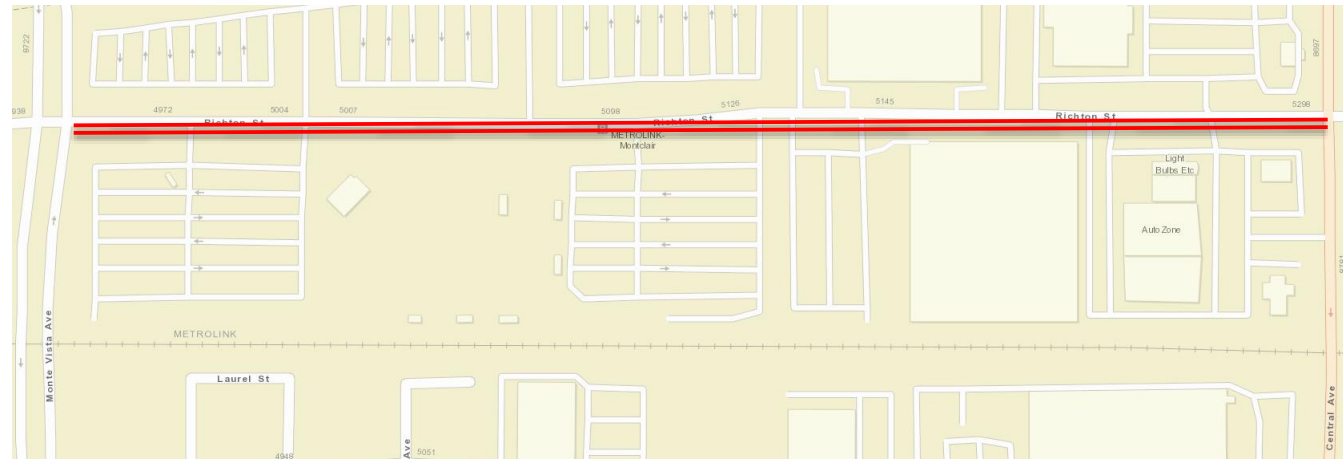 8722
8697
938
4972
5004
5007
5098
5126
5145
5298
Richton St
Richton St
Richton St
METROLINK-
Montclair
Light
Bulbs Etc
Auto Zone
8781
METROLINK
Monte Vista Ave
Laurel St
Central Ave
Ave
4948
5051